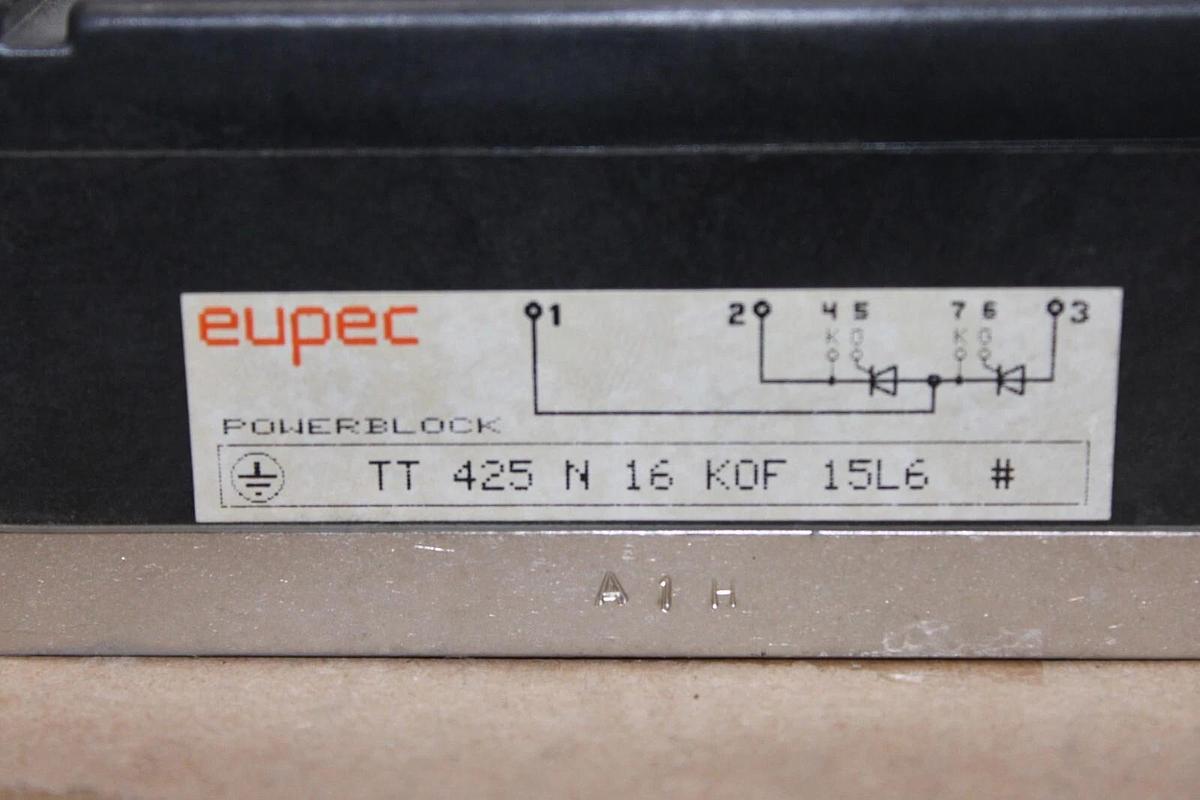 eupec
1 2 4 5 7 6 3
K G K G
POWERBLOCK
TT 425 N 16 KOF 15L6 #
A 1 H